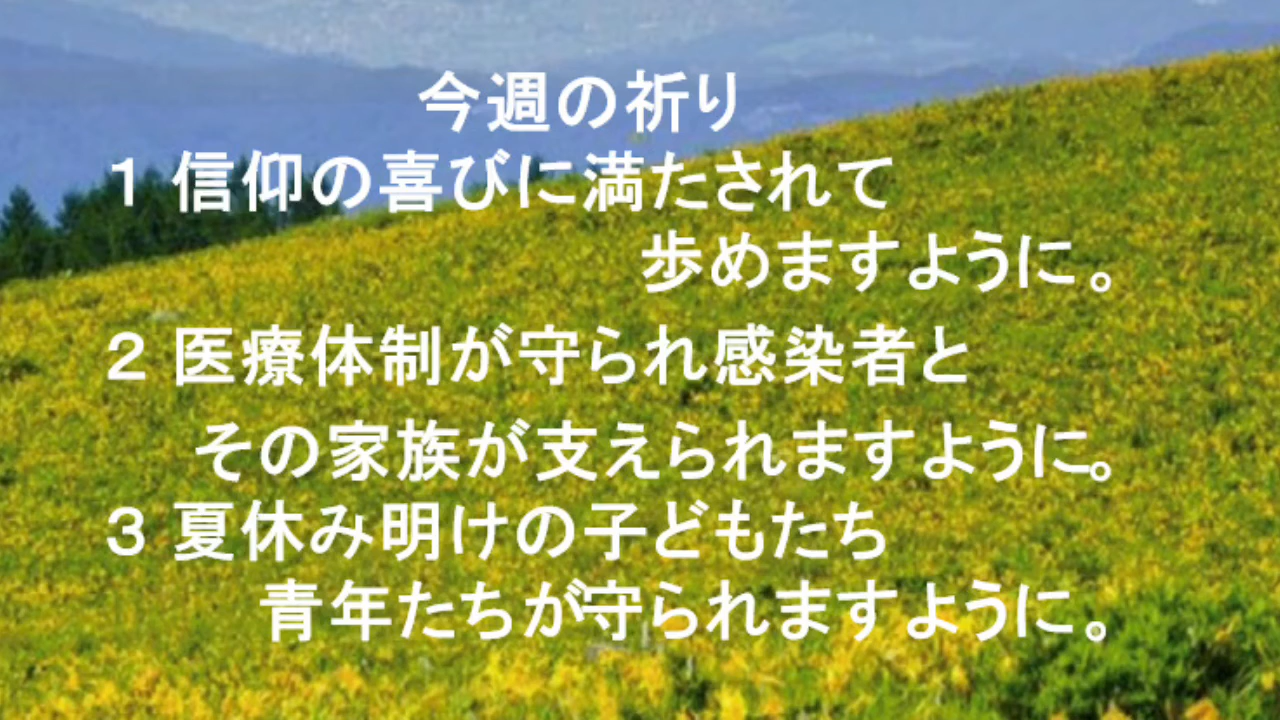 今週の祈り
１ 信仰の喜びに満たされて
歩めますように。
２ 医療体制が守られ感染者と
その家族が支えられますように。
３ 夏休み明けの子どもたち
青年たちが守られますように。